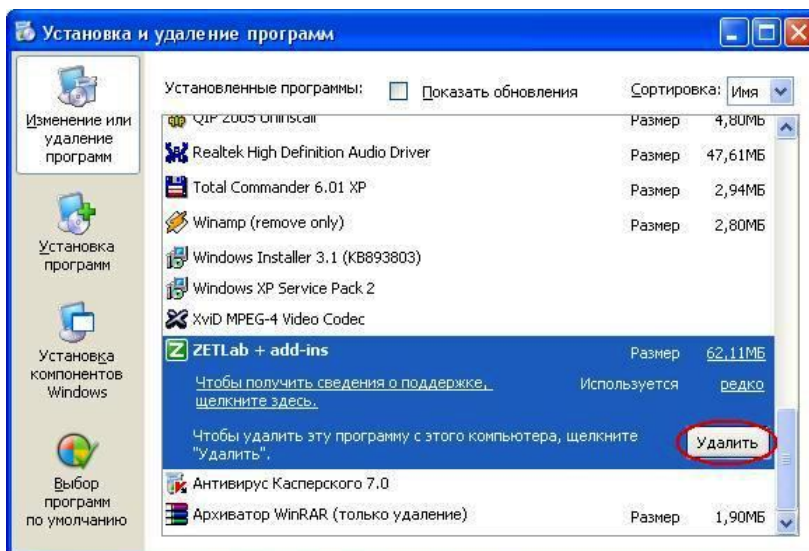 Установка и удаление программ
Изменение или
удаление
программ
Установка
программ
Установка
компонентов
Windows
Выбор
программ
по умолчанию
Установленные программы: Показать обновления Сортировка: Имя
QIP 2005 Uninstall Размер 4,80МБ
Realtek High Definition Audio Driver Размер 47,61МБ
Total Commander 6.01 XP Размер 2,94МБ
Winamp (remove only) Размер 2,80МБ
Windows Installer 3.1 (KB893803)
Windows XP Service Pack 2
XviD MPEG-4 Video Codec
ZETLab + add-ins Размер 62,11МБ
Чтобы получить сведения о поддержке, Используется редко
щелкните здесь.
Чтобы удалить эту программу с этого компьютера, щелкните
"Удалить". Удалить
Антивирус Касперского 7.0
Архиватор WinRAR (только удаление) Размер 1,90МБ